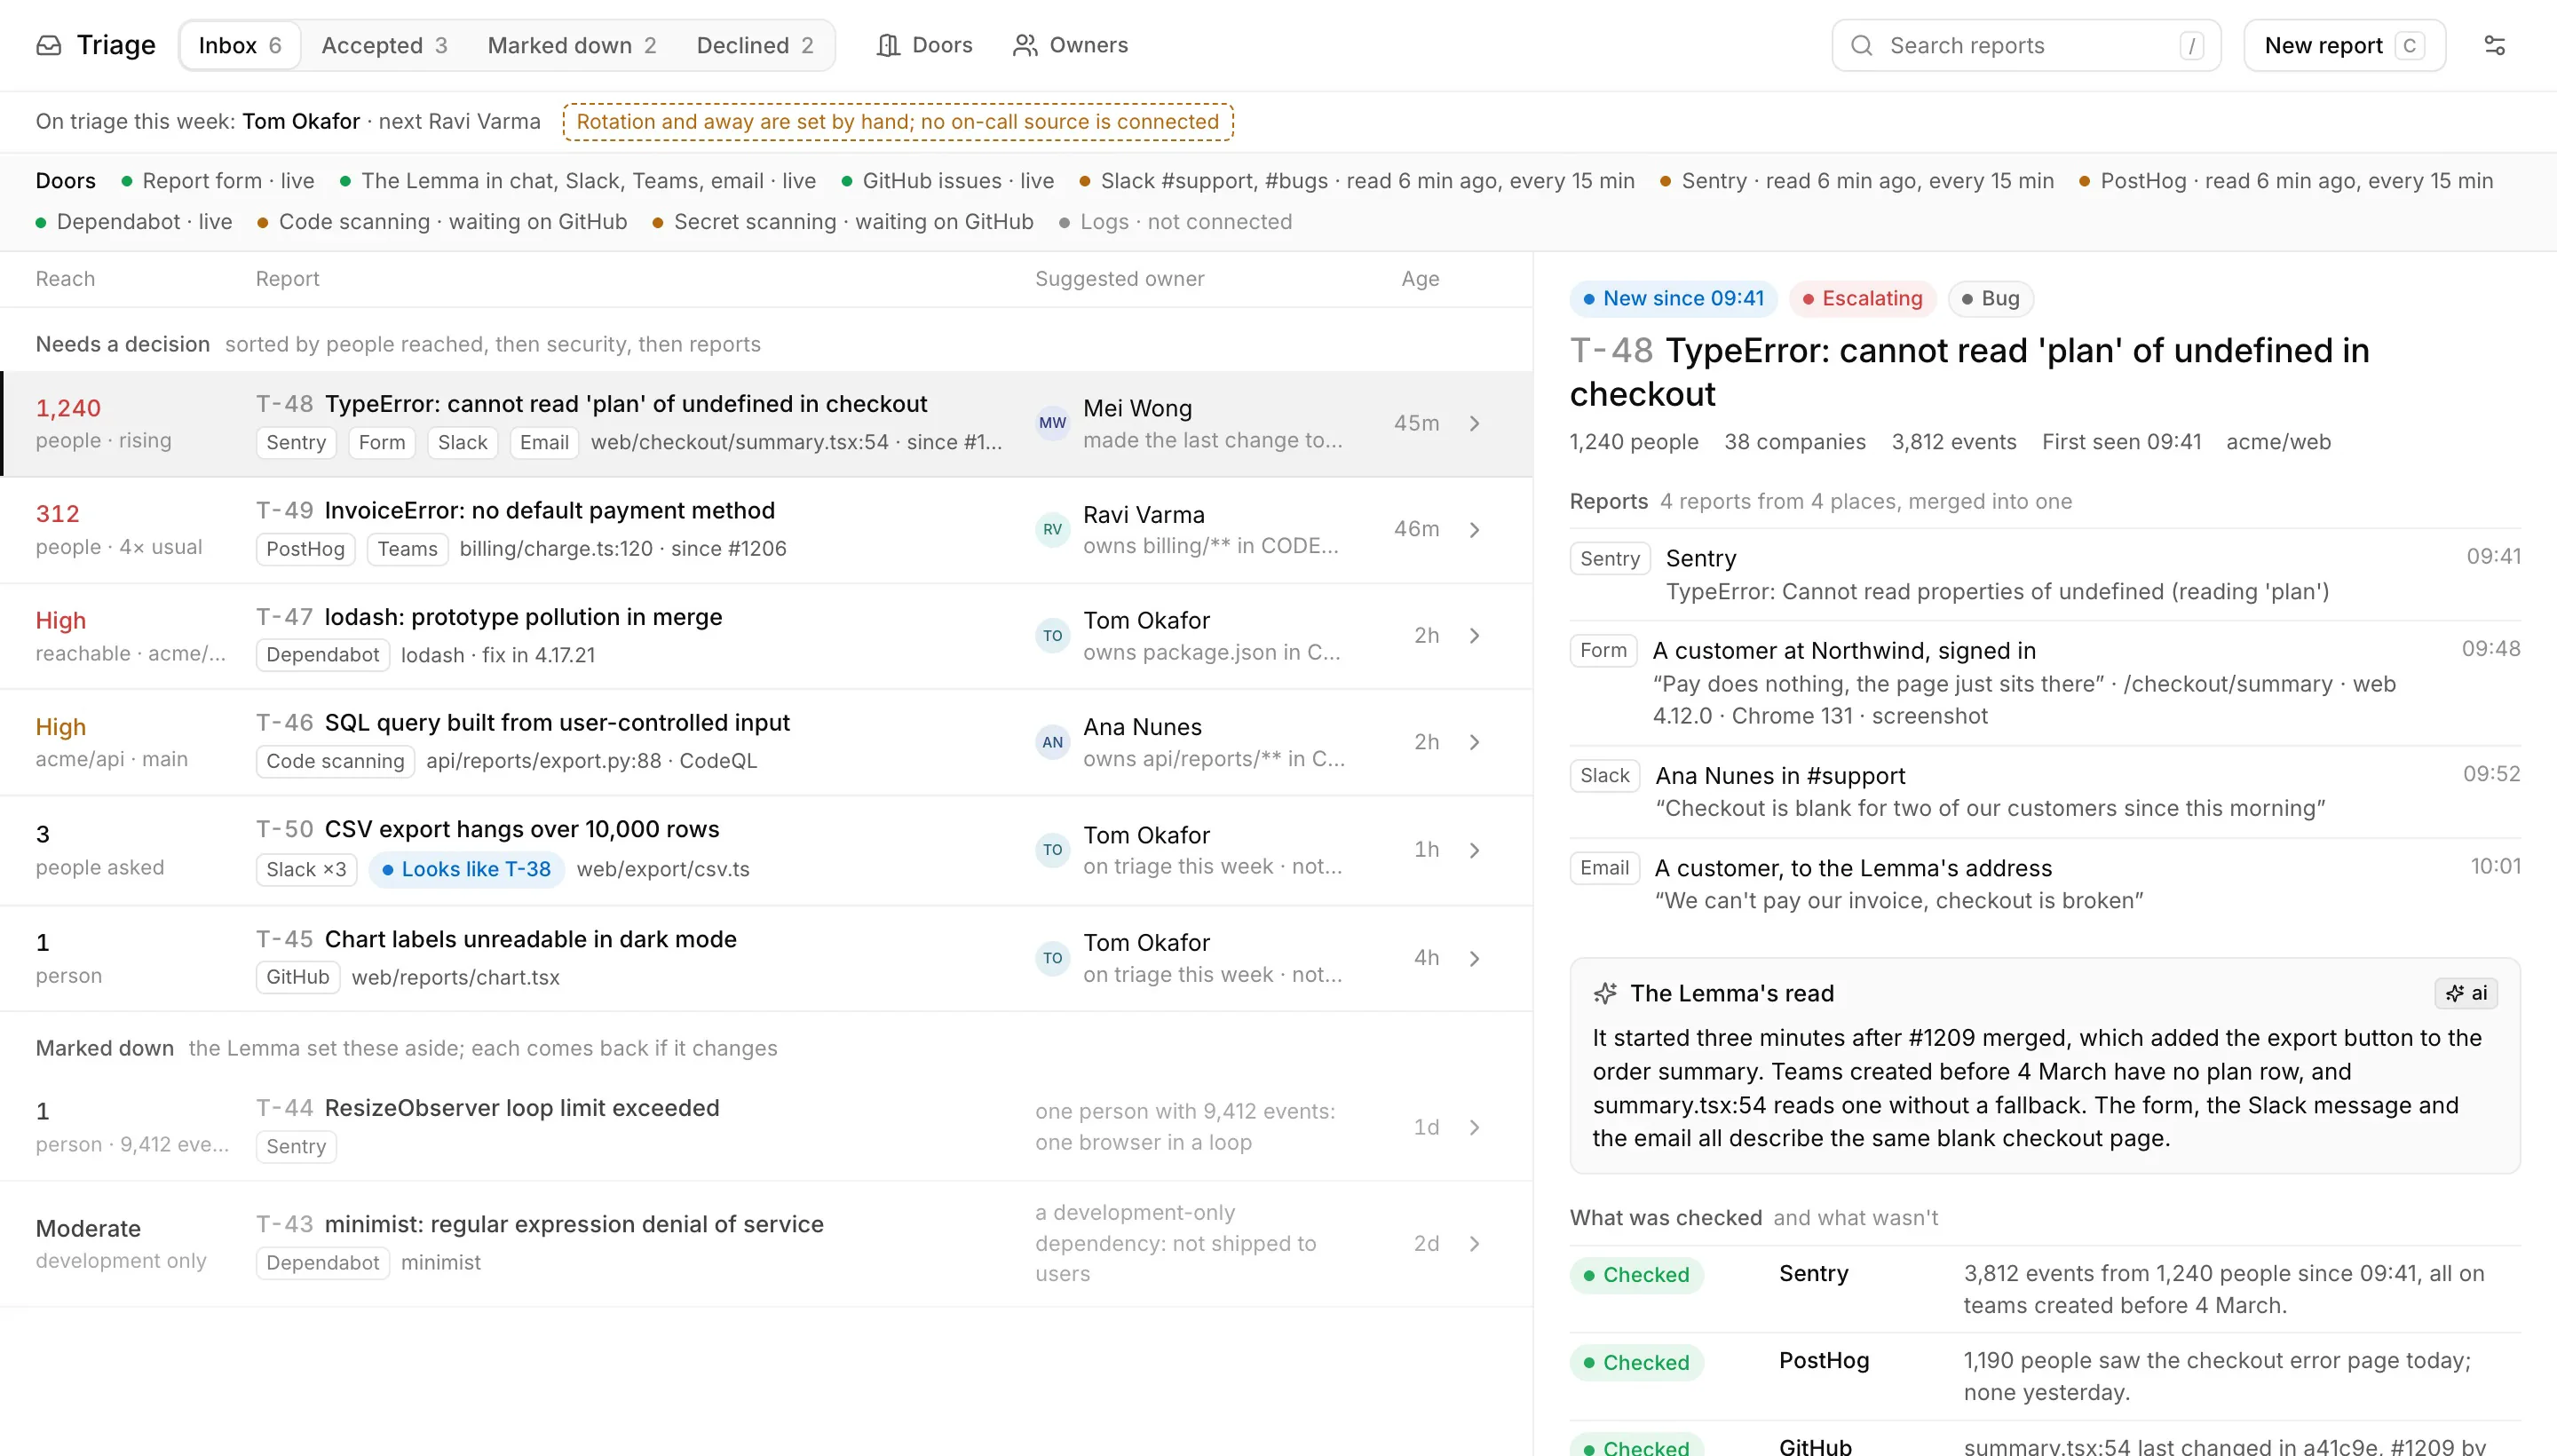 Triage
Inbox 6
Accepted 3
Marked down 2
Declined 2
Doors
Owners
Search reports /
New report C
On triage this week: Tom Okafor · next Ravi Varma
Rotation and away are set by hand; no on-call source is connected
Doors
Report form · live
The Lemma in chat, Slack, Teams, email · live
GitHub issues · live
Slack #support, #bugs · read 6 min ago, every 15 min
Sentry · read 6 min ago, every 15 min
PostHog · read 6 min ago, every 15 min
Dependabot · live
Code scanning · waiting on GitHub
Secret scanning · waiting on GitHub
Logs · not connected
Reach Report Suggested owner Age
Needs a decision sorted by people reached, then security, then reports
1,240
people · rising
T-48 TypeError: cannot read 'plan' of undefined in checkout
Sentry Form Slack Email web/checkout/summary.tsx:54 · since #1...
MW
Mei Wong
made the last change to...
45m
312
people · 4× usual
T-49 InvoiceError: no default payment method
PostHog Teams billing/charge.ts:120 · since #1206
RV
Ravi Varma
owns billing/** in CODE...
46m
High
reachable · acme/...
T-47 lodash: prototype pollution in merge
Dependabot lodash · fix in 4.17.21
TO
Tom Okafor
owns package.json in C...
2h
High
acme/api · main
T-46 SQL query built from user-controlled input
Code scanning api/reports/export.py:88 · CodeQL
AN
Ana Nunes
owns api/reports/** in C...
2h
3
people asked
T-50 CSV export hangs over 10,000 rows
Slack ×3 Looks like T-38 web/export/csv.ts
TO
Tom Okafor
on triage this week · not...
1h
1
person
T-45 Chart labels unreadable in dark mode
GitHub web/reports/chart.tsx
TO
Tom Okafor
on triage this week · not...
4h
Marked down the Lemma set these aside; each comes back if it changes
1
person · 9,412 eve...
T-44 ResizeObserver loop limit exceeded
Sentry
one person with 9,412 events:
one browser in a loop
1d
Moderate
development only
T-43 minimist: regular expression denial of service
Dependabot minimist
a development-only
dependency: not shipped to
users
2d
New since 09:41
Escalating
Bug
T-48 TypeError: cannot read 'plan' of undefined in
checkout
1,240 people 38 companies 3,812 events First seen 09:41 acme/web
Reports 4 reports from 4 places, merged into one
Sentry Sentry 09:41
TypeError: Cannot read properties of undefined (reading 'plan')
Form A customer at Northwind, signed in 09:48
“Pay does nothing, the page just sits there” · /checkout/summary · web
4.12.0 · Chrome 131 · screenshot
Slack Ana Nunes in #support 09:52
“Checkout is blank for two of our customers since this morning”
Email A customer, to the Lemma's address 10:01
“We can't pay our invoice, checkout is broken”
The Lemma's read
ai
It started three minutes after #1209 merged, which added the export button to the
order summary. Teams created before 4 March have no plan row, and
summary.tsx:54 reads one without a fallback. The form, the Slack message and
the email all describe the same blank checkout page.
What was checked and what wasn't
Checked Sentry 3,812 events from 1,240 people since 09:41, all on
teams created before 4 March.
Checked PostHog 1,190 people saw the checkout error page today;
none yesterday.
Checked GitHub summary.tsx:54 last changed in a41c9e, #1209 by